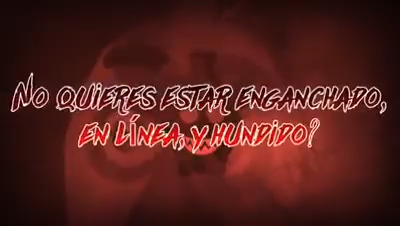 No quieres estar enganchado,
en línea, y hundido?